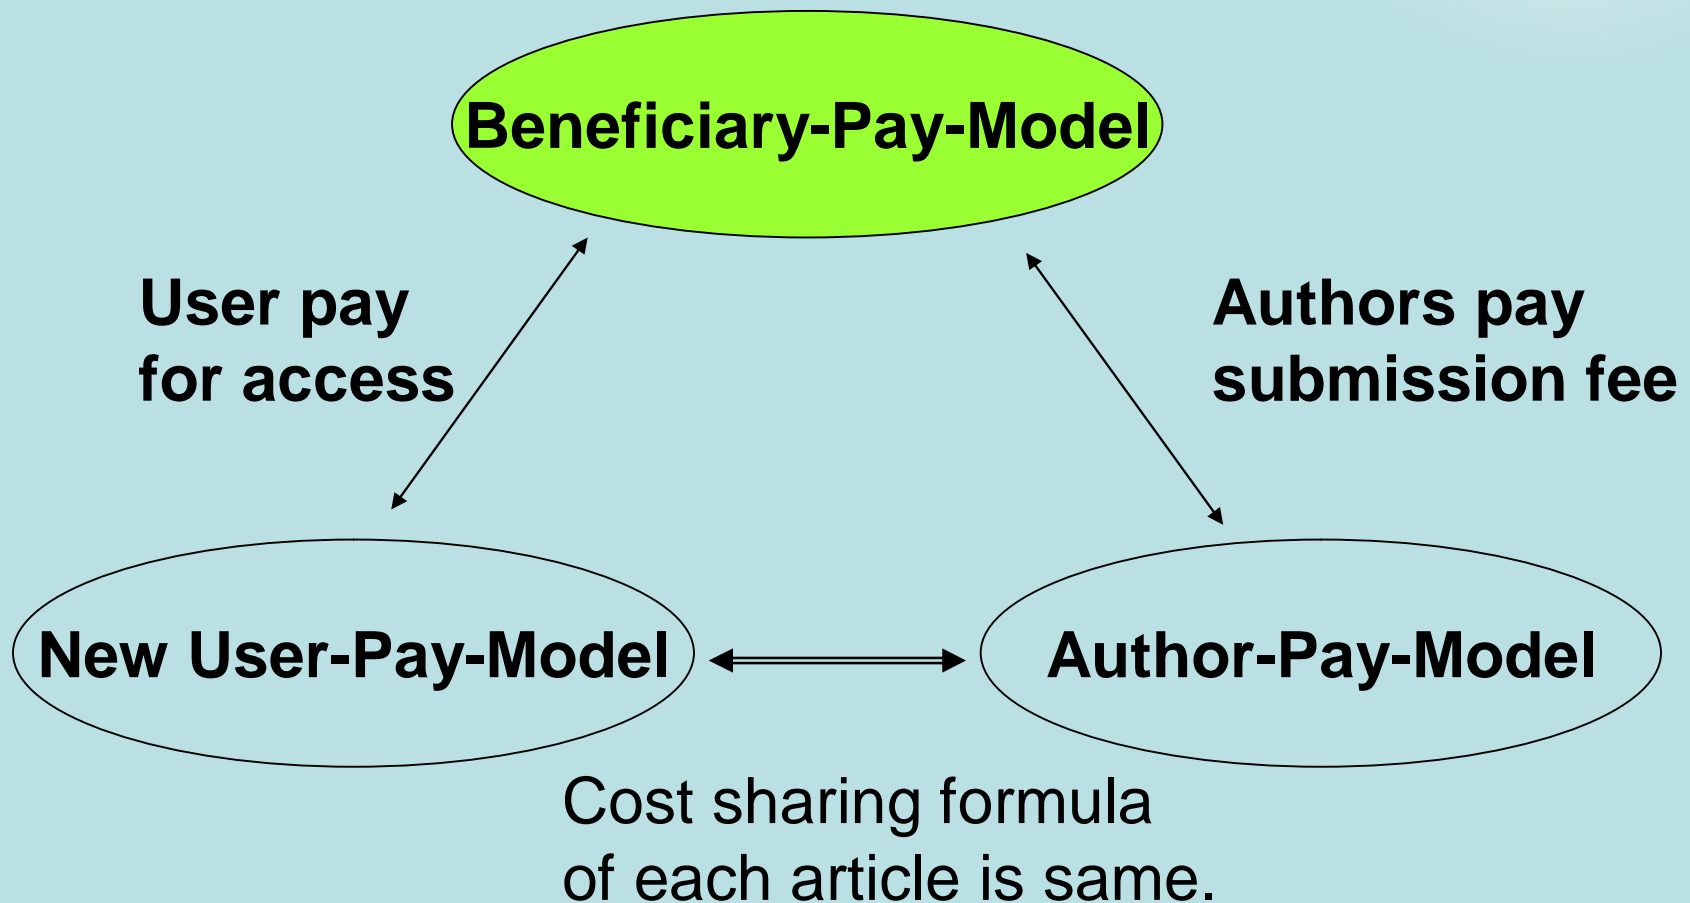 Beneficiary-Pay-Model
User pay
for access
Authors pay
submission fee
New User-Pay-Model
Author-Pay-Model
Cost sharing formula
of each article is same.